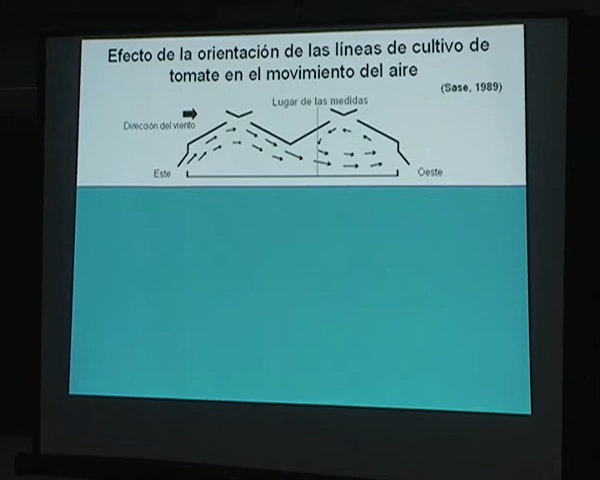 Efecto de la orientación de las líneas de cultivo de
tomate en el movimiento del aire
(Sase, 1989)
Lugar de las medidas
Dirección del viento
Este
Oeste